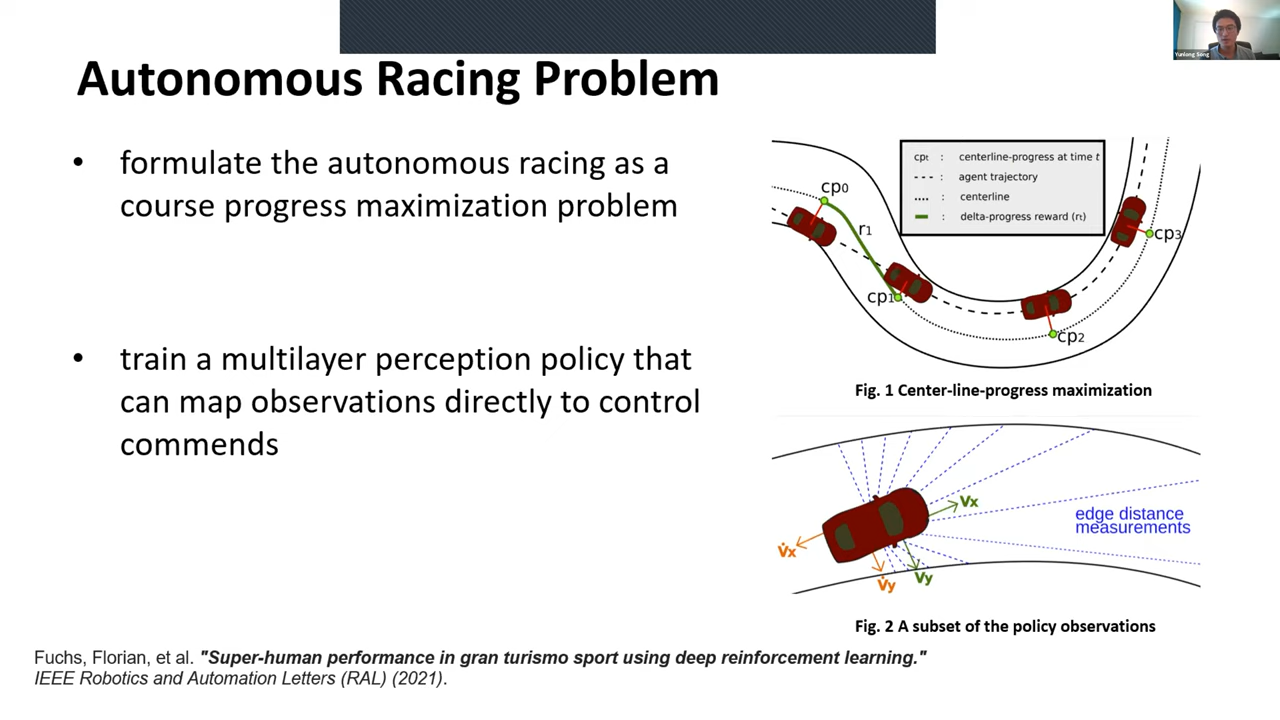 Yunlong Song
Autonomous Racing Problem
• formulate the autonomous racing as a
course progress maximization problem
• train a multilayer perception policy that
can map observations directly to control
commends
cpt : centerline-progress at time t
: agent trajectory
: centerline
: delta-progress reward (rt)
cp0
r1
cp1
cp2
cp3
Fig. 1 Center-line-progress maximization
Vx
edge distance
measurements
V̇x
V̇y
Vy
Fig. 2 A subset of the policy observations
Fuchs, Florian, et al. "Super-human performance in gran turismo sport using deep reinforcement learning."
IEEE Robotics and Automation Letters (RAL) (2021).